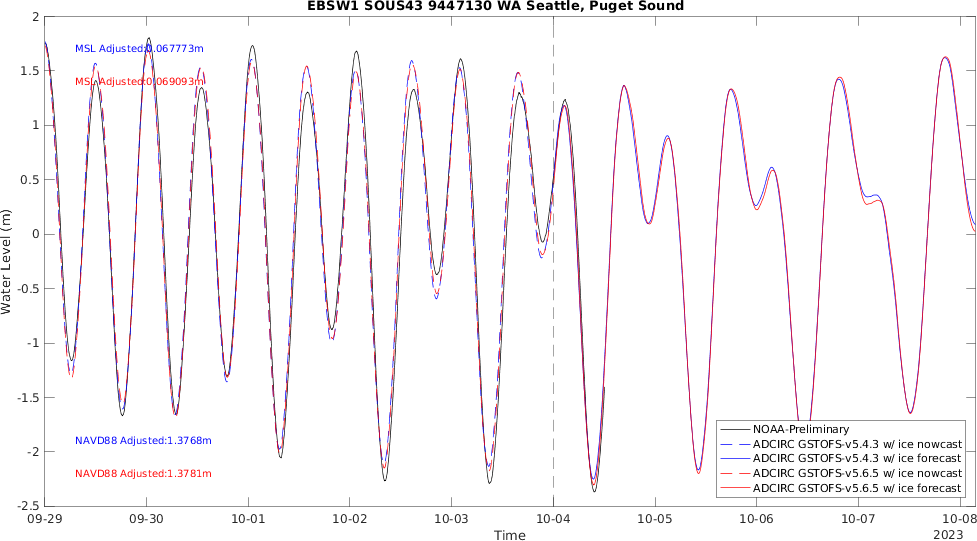 EBSW1 SOUS43 9447130 WA Seattle, Puget Sound
2
1.5
1
0.5
0
-0.5
-1
-1.5
-2
-2.5
Water Level (m)
MSL Adjusted:0.067773m
MSL Adjusted:0.069093m
NAVD88 Adjusted:1.3768m
NAVD88 Adjusted:1.3781m
NOAA-Preliminary
ADCIRC GSTOFS-v5.4.3 w/ ice nowcast
ADCIRC GSTOFS-v5.4.3 w/ ice forecast
ADCIRC GSTOFS-v5.6.5 w/ ice nowcast
ADCIRC GSTOFS-v5.6.5 w/ ice forecast
09-29 09-30 10-01 10-02 10-03 10-04 10-05 10-06 10-07 10-08
Time
2023